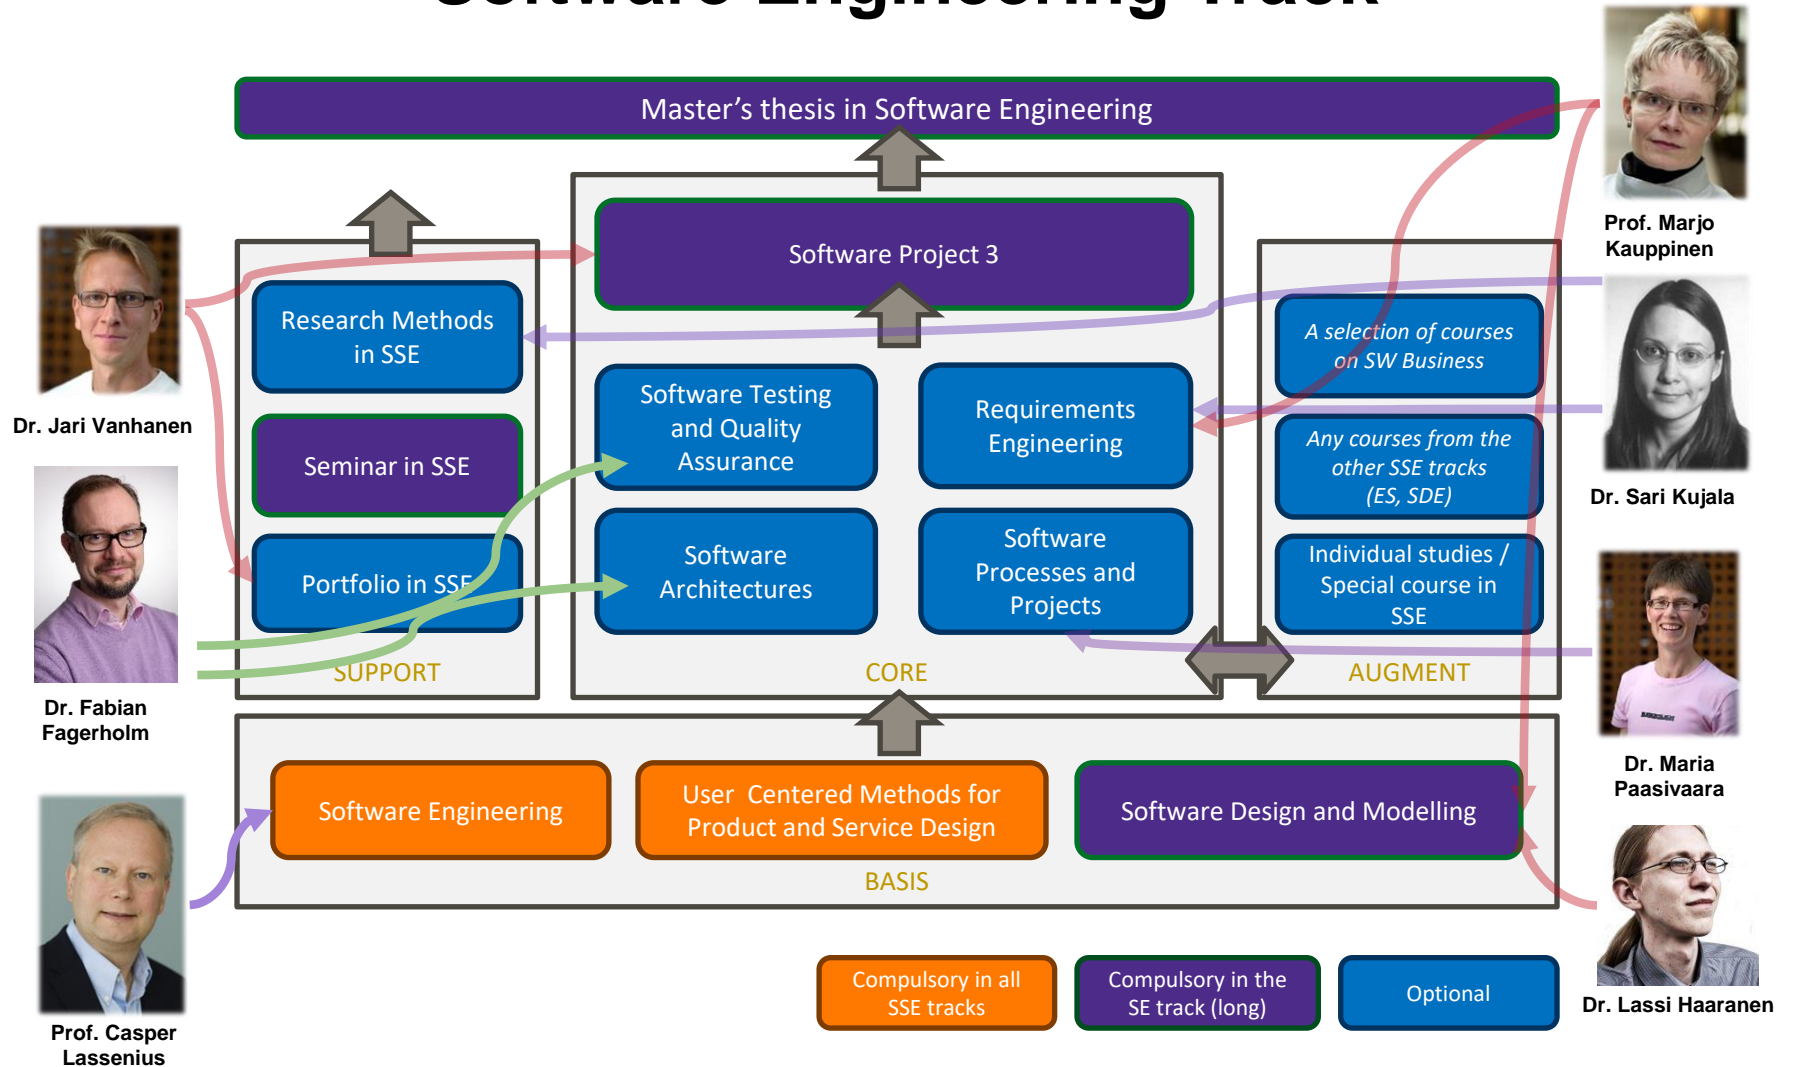 Software Engineering Track
Master's thesis in Software Engineering
Software Project 3
Research Methods
in SSE
Seminar in SSE
Portfolio in SSE
SUPPORT
Software Testing
and Quality
Assurance
Requirements
Engineering
Software
Architectures
Software
Processes and
Projects
CORE
A selection of courses
on SW Business
Any courses from the
other SSE tracks
(ES, SDE)
Individual studies /
Special course in
SSE
AUGMENT
Software Engineering
User  Centered Methods for
Product and Service Design
Software Design and Modelling
BASIS
Compulsory in all
SSE tracks
Compulsory in the
SE track (long)
Optional
Dr. Jari Vanhanen
Dr. Fabian
Fagerholm
Prof. Casper
Lassenius
Prof. Marjo
Kauppinen
Dr. Sari Kujala
Dr. Maria
Paasivaara
Dr. Lassi Haaranen